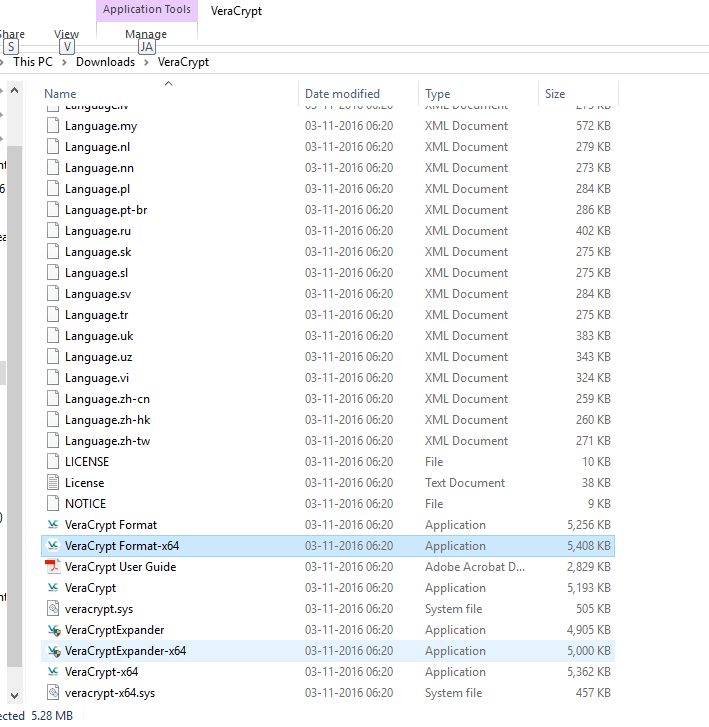 Application Tools VeraCrypt
Share View Manage
S V JA
This PC Downloads VeraCrypt
Name Date modified Type Size
Language.lv 03-11-2016 06:20 XML Document 275 KB
Language.my 03-11-2016 06:20 XML Document 572 KB
Language.nl 03-11-2016 06:20 XML Document 279 KB
Language.nn 03-11-2016 06:20 XML Document 273 KB
Language.pl 03-11-2016 06:20 XML Document 284 KB
Language.pt-br 03-11-2016 06:20 XML Document 286 KB
Language.ru 03-11-2016 06:20 XML Document 402 KB
Language.sk 03-11-2016 06:20 XML Document 275 KB
Language.sl 03-11-2016 06:20 XML Document 275 KB
Language.sv 03-11-2016 06:20 XML Document 284 KB
Language.tr 03-11-2016 06:20 XML Document 275 KB
Language.uk 03-11-2016 06:20 XML Document 383 KB
Language.uz 03-11-2016 06:20 XML Document 343 KB
Language.vi 03-11-2016 06:20 XML Document 324 KB
Language.zh-cn 03-11-2016 06:20 XML Document 259 KB
Language.zh-hk 03-11-2016 06:20 XML Document 260 KB
Language.zh-tw 03-11-2016 06:20 XML Document 271 KB
LICENSE 03-11-2016 06:20 File 10 KB
License 03-11-2016 06:20 Text Document 38 KB
NOTICE 03-11-2016 06:20 File 9 KB
VeraCrypt Format 03-11-2016 06:20 Application 5,256 KB
VeraCrypt Format-x64 03-11-2016 06:20 Application 5,408 KB
VeraCrypt User Guide 03-11-2016 06:20 Adobe Acrobat D... 2,829 KB
VeraCrypt 03-11-2016 06:20 Application 5,193 KB
veracrypt.sys 03-11-2016 06:20 System file 505 KB
VeraCryptExpander 03-11-2016 06:20 Application 4,905 KB
VeraCryptExpander-x64 03-11-2016 06:20 Application 5,000 KB
VeraCrypt-x64 03-11-2016 06:20 Application 5,362 KB
veracrypt-x64.sys 03-11-2016 06:20 System file 457 KB
ected 5.28 MB